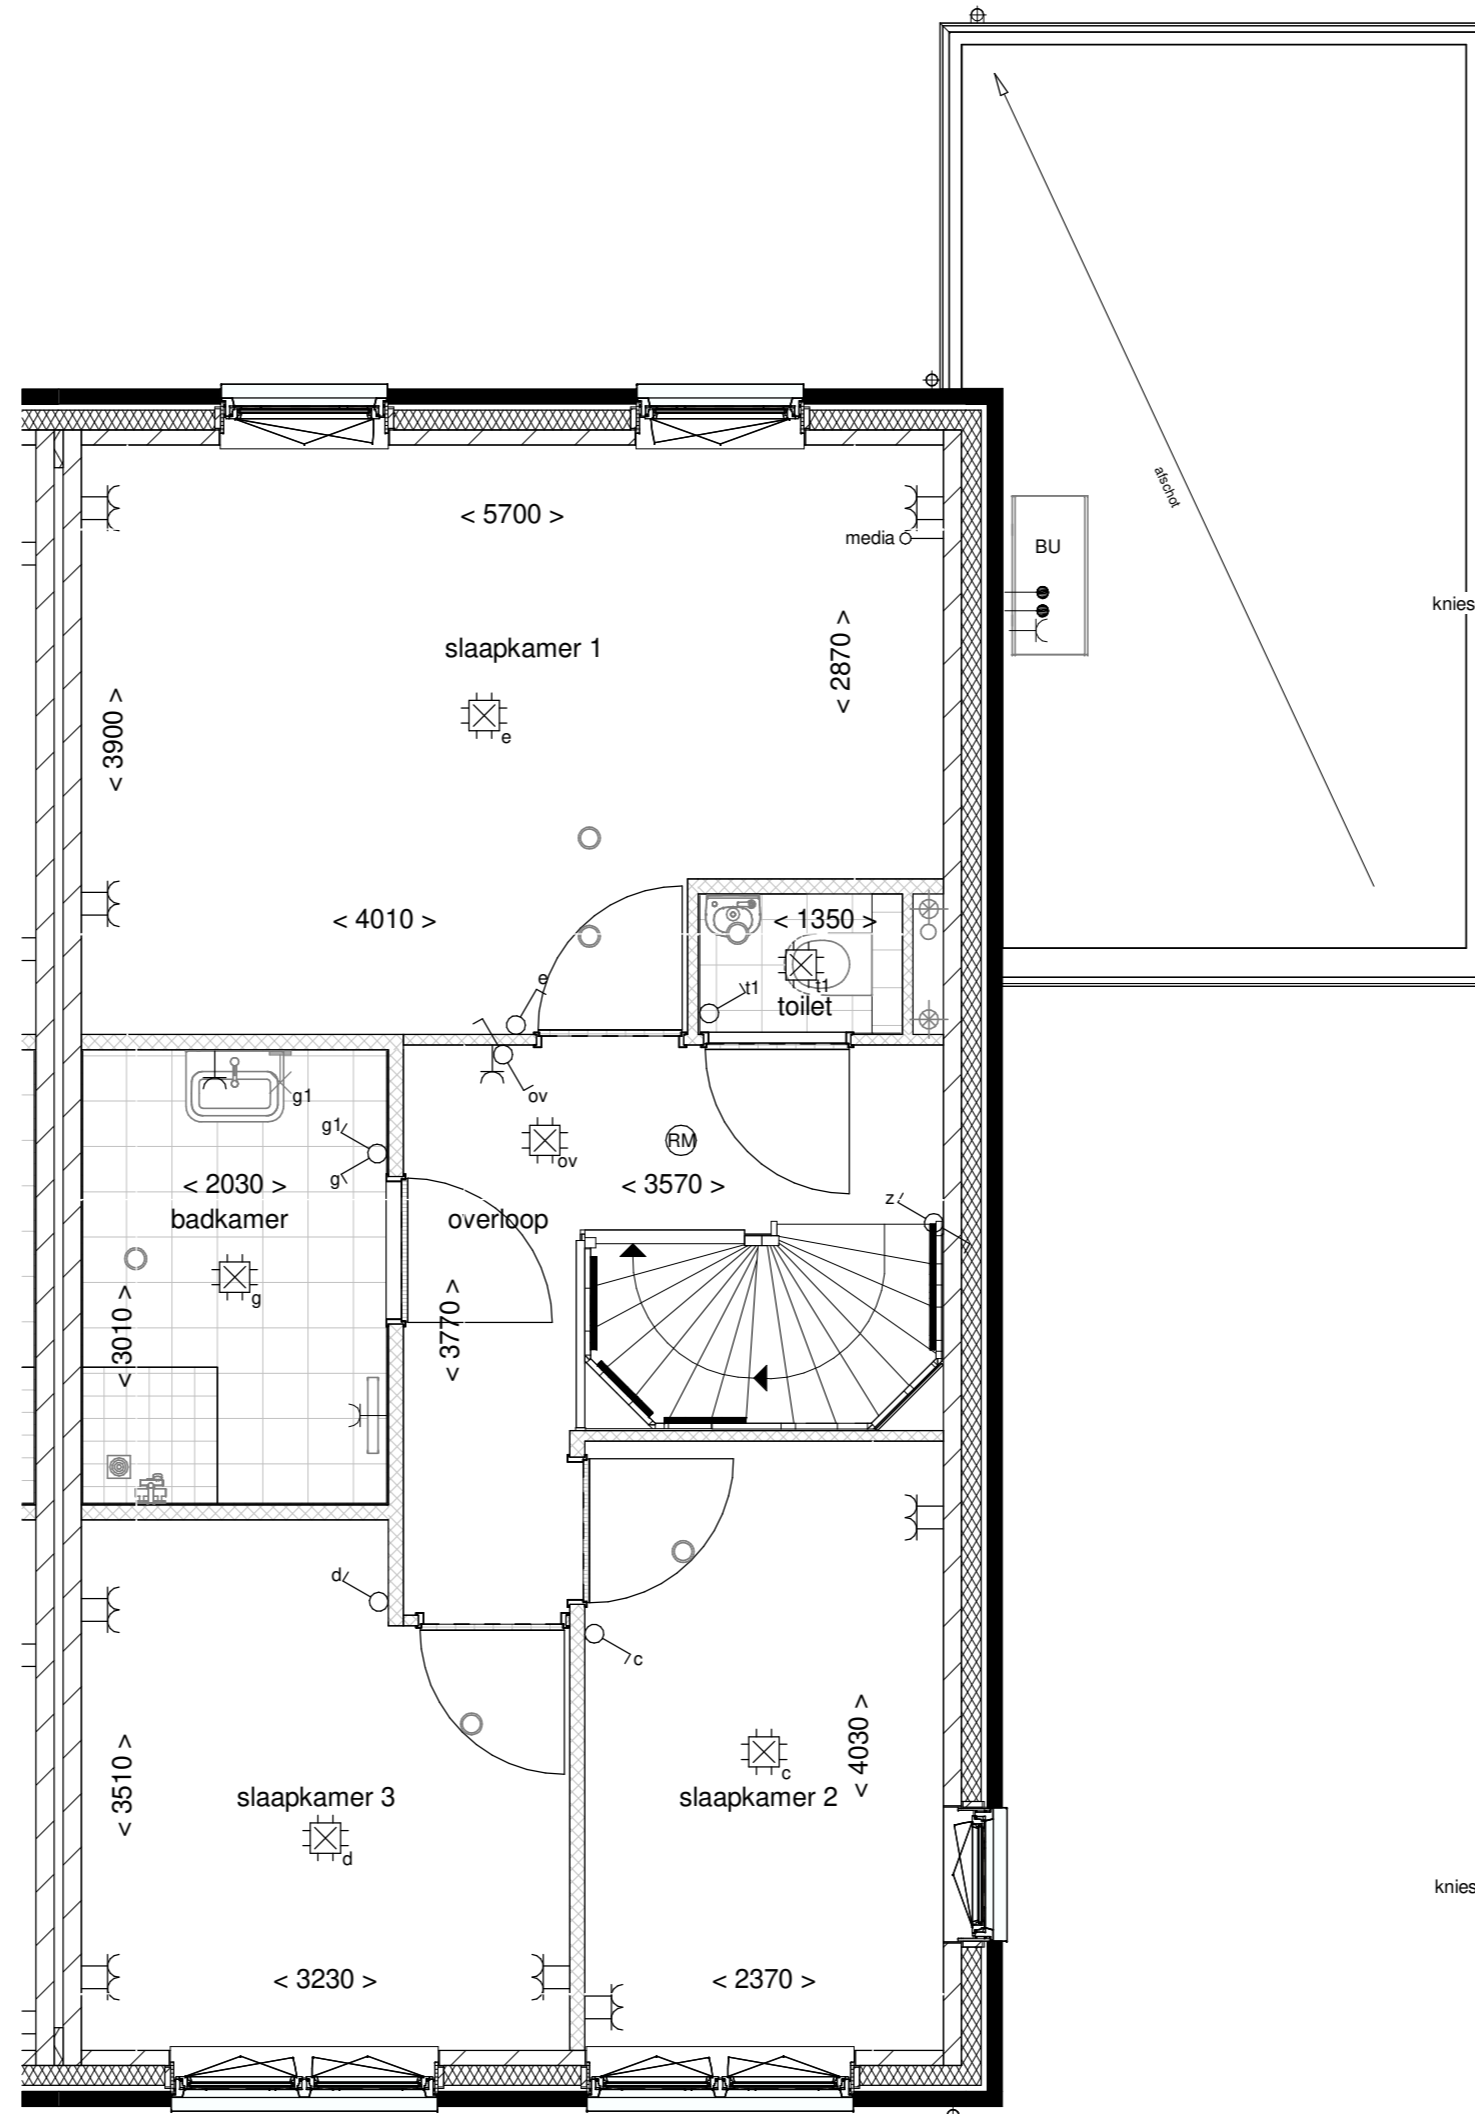 afschot
< 5700 >
media
BU
knies
slaapkamer 1
< 2870 >
< 3900 >
e
< 4010 >
< 1350 >
e
t1
t1
toilet
g1
ov
g1
ov
RM
g
< 2030 >
< 3570 >
z
badkamer
overloop
g
< 3010 >
< 3770 >
d
c
< 4030 >
c
< 3510 >
slaapkamer 3
slaapkamer 2
d
knies
< 3230 >
< 2370 >